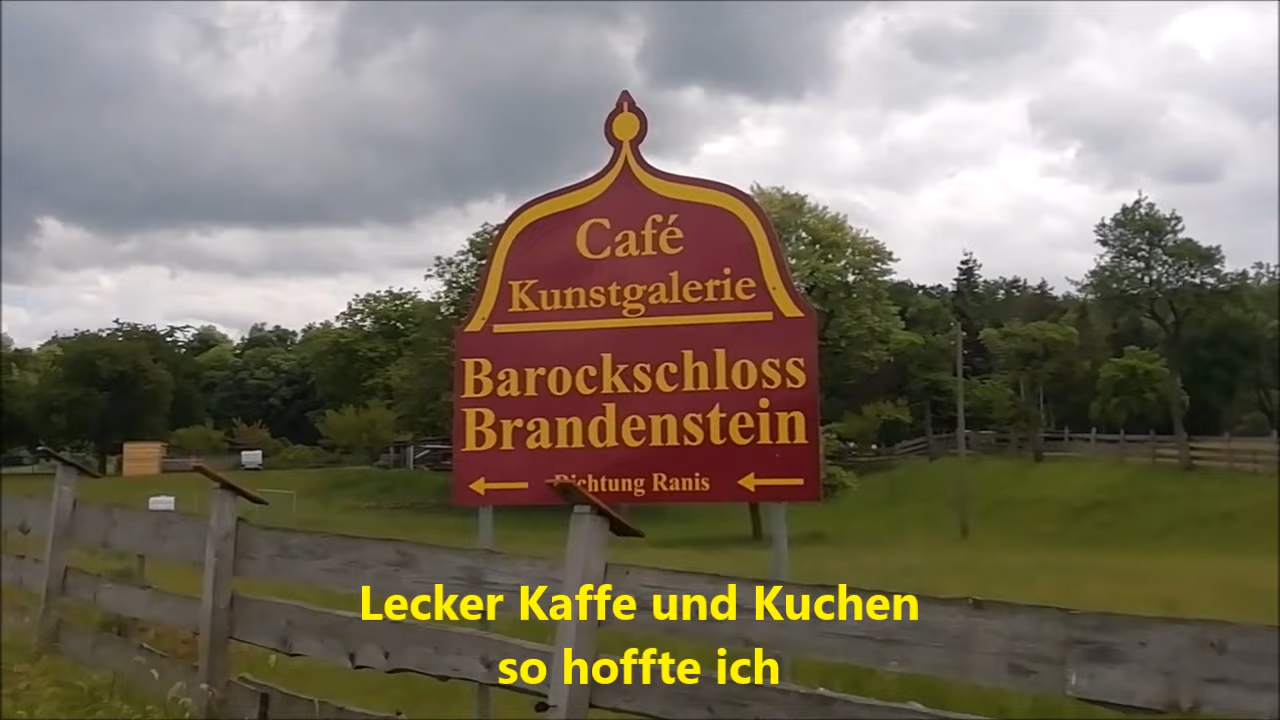 Café
Kunstgalerie
Barockschloss
Brandenstein
Richtung Ranis
Lecker Kaffe und Kuchen
so hoffte ich